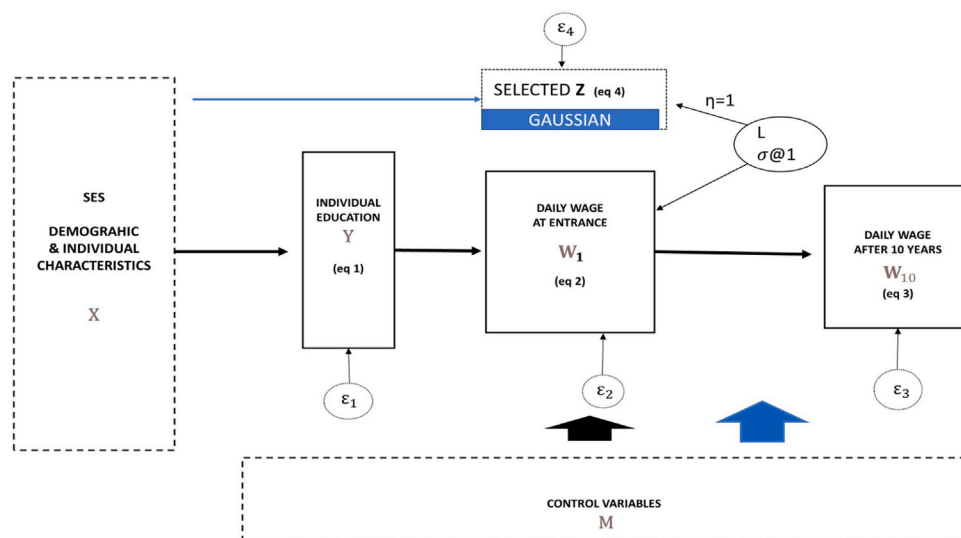 ε4
SELECTED Z (eq 4)
GAUSSIAN
η=1
L
σ@1
SES
DEMOGRAHIC
& INDIVIDUAL
CHARACTERISTICS
X
INDIVIDUAL
EDUCATION
Y
(eq 1)
DAILY WAGE
AT ENTRANCE
W1
(eq 2)
DAILY WAGE
AFTER 10 YEARS
W10
(eq 3)
ε1
ε2
ε3
CONTROL VARIABLES
M